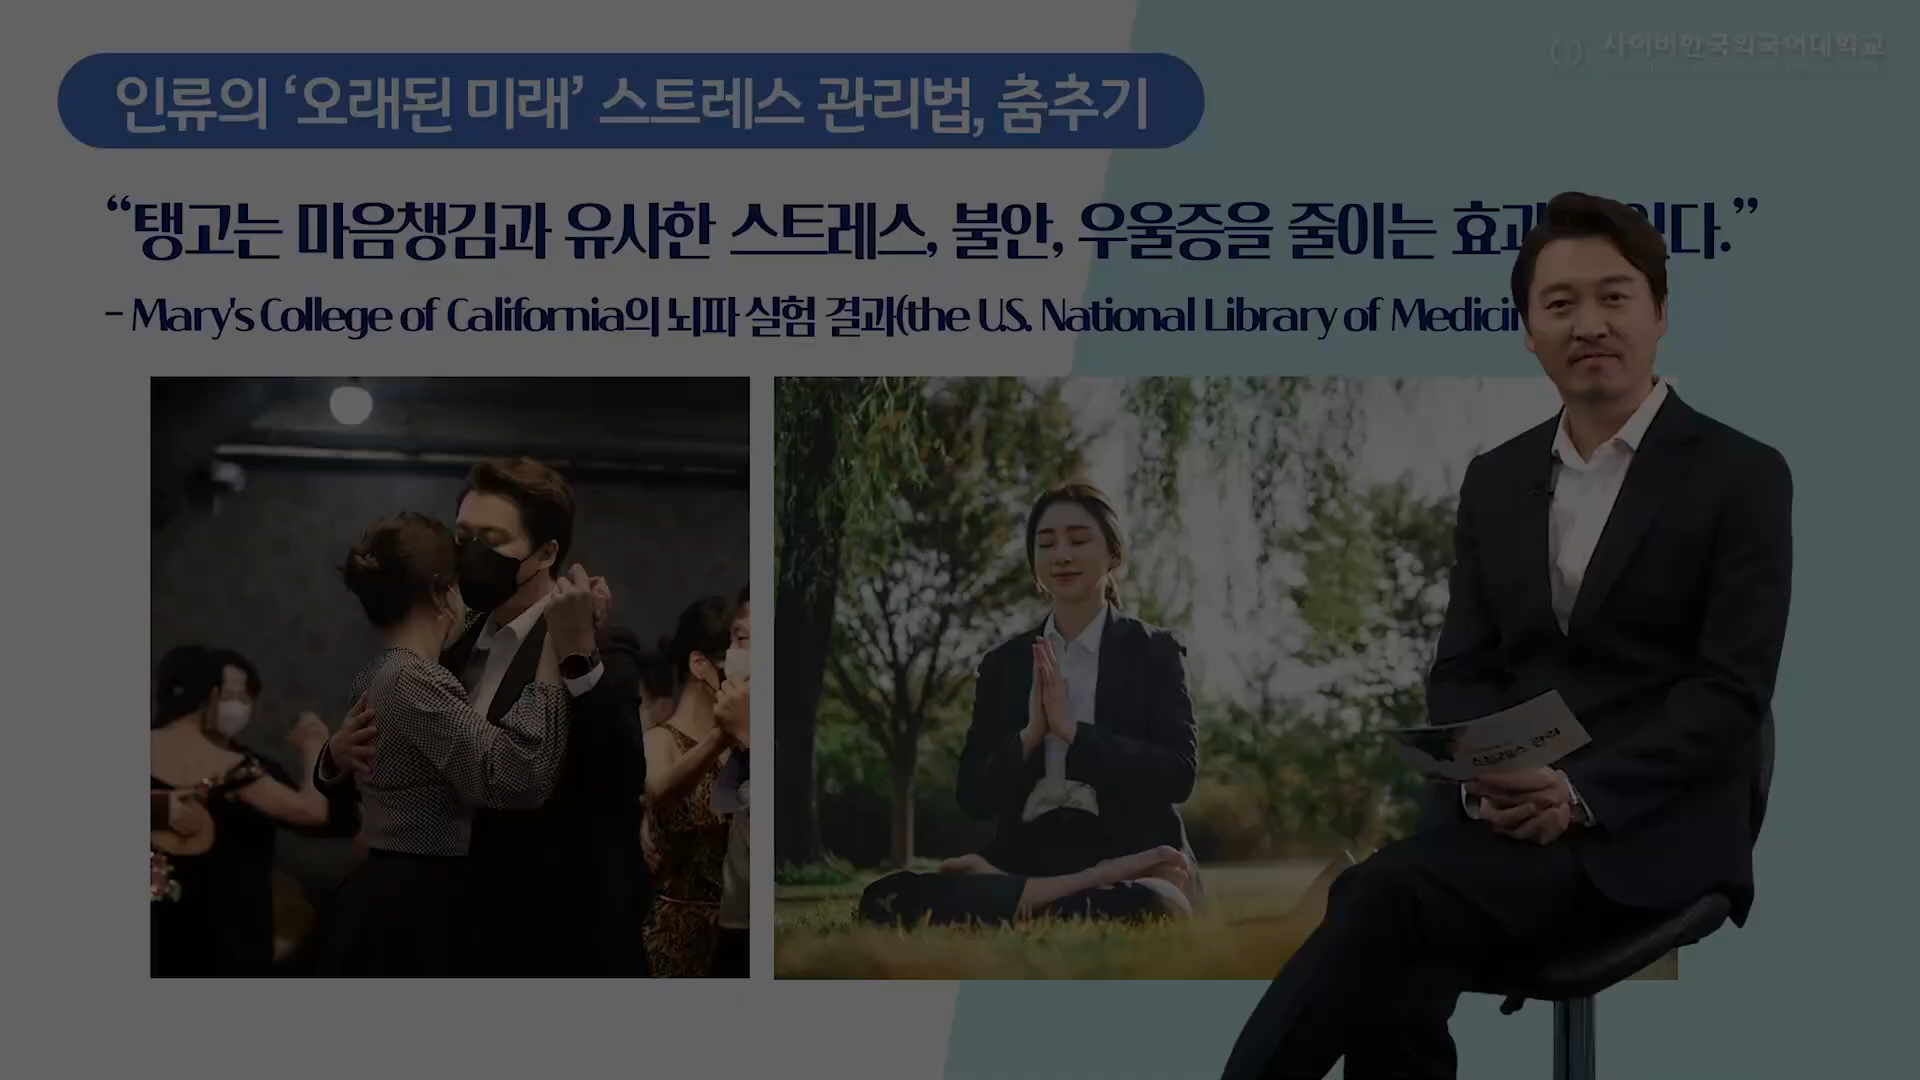 사이버한국외국어대학교
인류의 ‘오래된 미래’ 스트레스 관리법, 춤추기
“탱고는 마음챙김과 유사한 스트레스, 불안, 우울증을 줄이는 효과 있다.”
- Mary's College of California의 뇌파 실험 결과(the U.S. National Library of Medicin
스트레스 관리